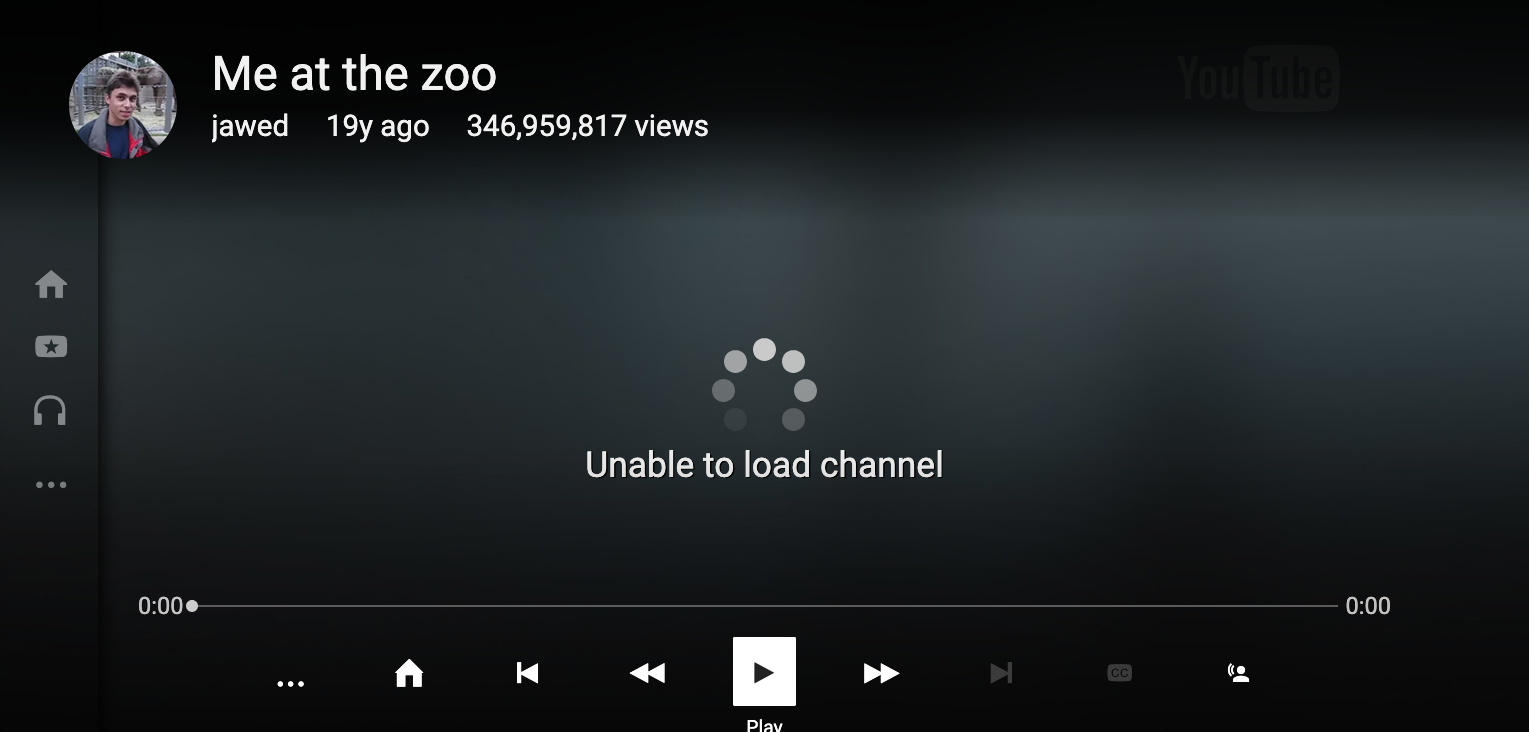 Me at the zoo
YouTube
jawed 19y ago 346,959,817 views
Unable to load channel
0:00 0:00
CC
Play